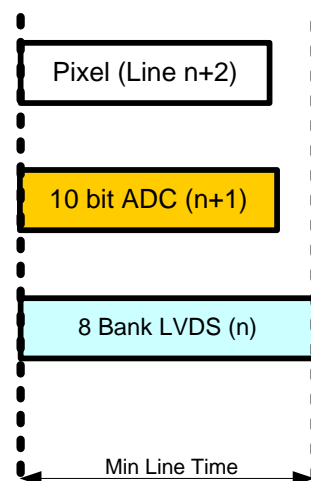 Pixel (Line n+2)
10 bit ADC (n+1)
8 Bank LVDS (n)
Min Line Time